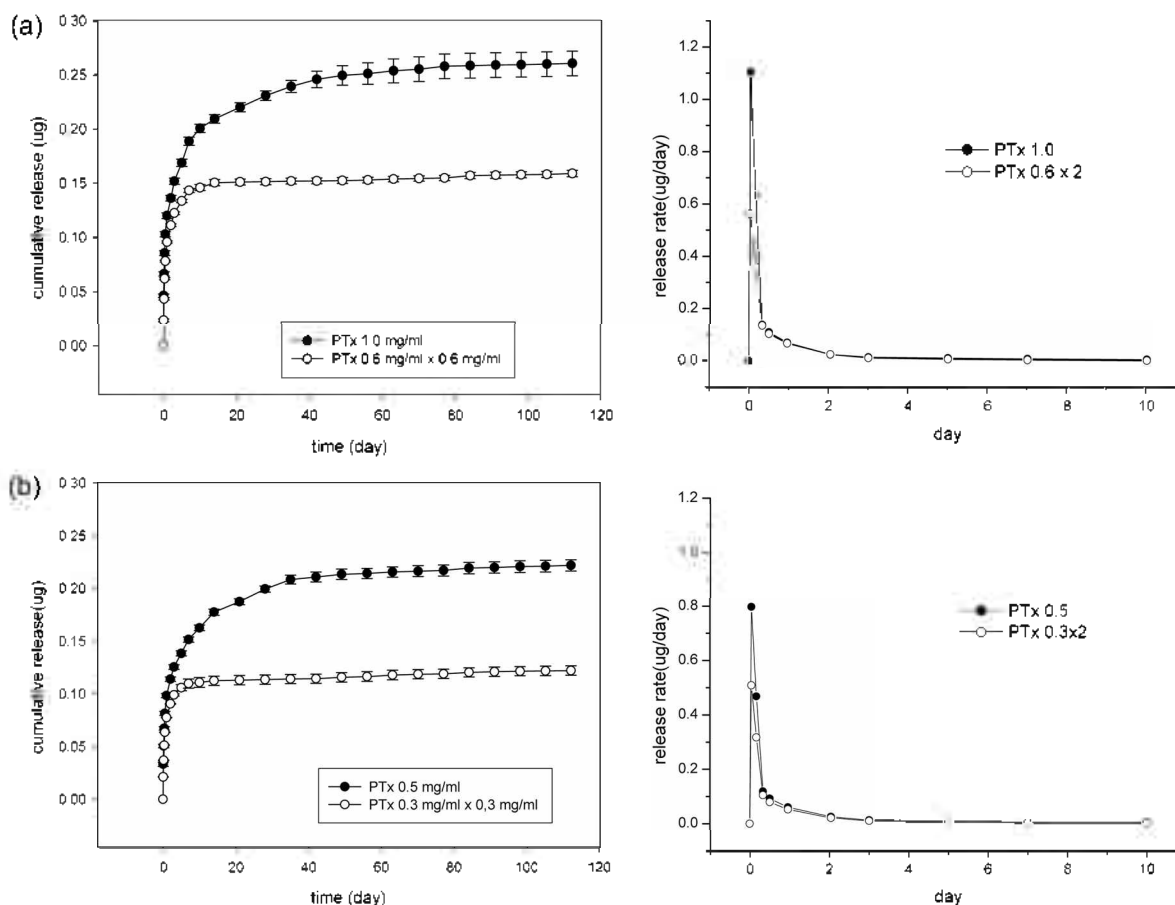 (a)
0.30
0.25
0.20
0.15
0.10
0.05
0.00
cumulative release (ug)
PTx 1.0 mg/ml
PTx 0.6 mg/ml x 0.6 mg/ml
0 20 40 60 80 100 120
time (day)
1.2
1.0
0.8
0.6
0.4
0.2
0.0
release rate(ug/day)
PTx 1.0
PTx 0.6 x 2
0 2 4 6 8 10
day
(b)
0.30
0.25
0.20
0.15
0.10
0.05
0.00
cumulative release(ug)
PTx 0.5 mg/ml
PTx 0.3 mg/ml x 0,3 mg/ml
0 20 40 60 80 100 120
time (day)
1.2
1.0
0.8
0.6
0.4
0.2
0.0
release rate(ug/day)
PTx 0.5
PTx 0.3x2
0 2 4 6 8 10
day